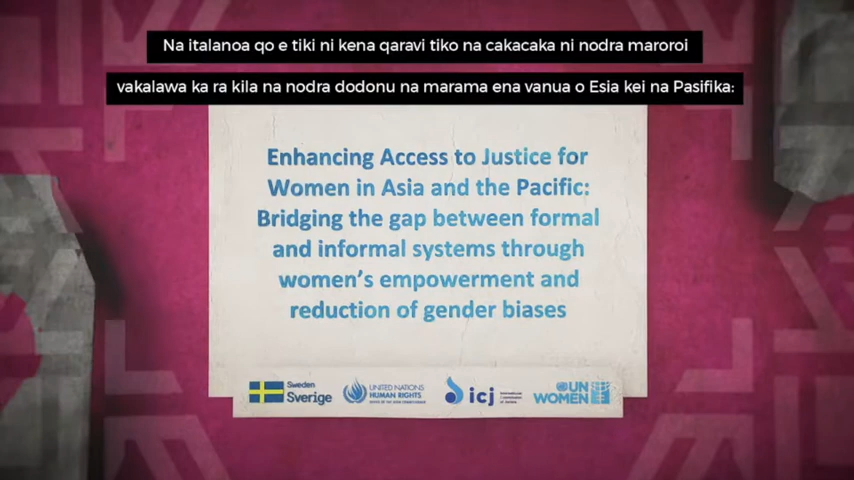 Na italanoa qo e tiki ni kena qaravi tiko na cakacaka ni nodra maroroi
vakalawa ka ra kila na nodra dodonu na marama ena vanua o Esia kei na Pasifika:
Enhancing Access to Justice for
Women in Asia and the Pacific:
Bridging the gap between formal
and informal systems through
women's empowerment and
reduction of gender biases
Sweden
Sverige
UNITED NATIONS
HUMAN RIGHTS
icj
UN
WOMEN